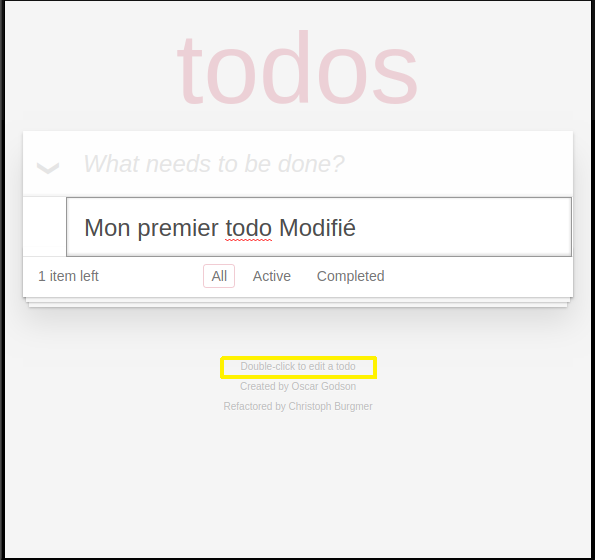 todos
What needs to be done?
Mon premier todo Modifié
1 item left All Active Completed
Double-click to edit a todo
Created by Oscar Godson
Refactored by Christoph Burgmer